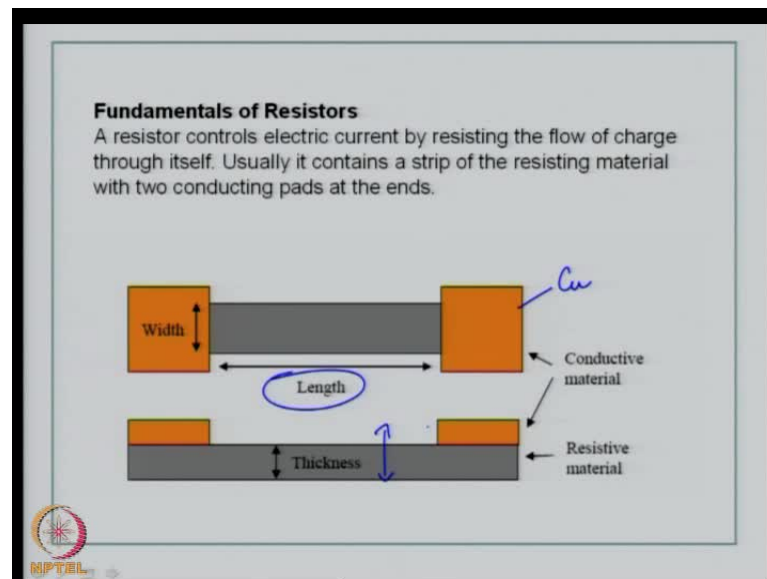 Fundamentals of Resistors
A resistor controls electric current by resisting the flow of charge
through itself. Usually it contains a strip of the resisting material
with two conducting pads at the ends.
Cu
Width
Length
Conductive
material
Thickness
Resistive
material
NPTEL